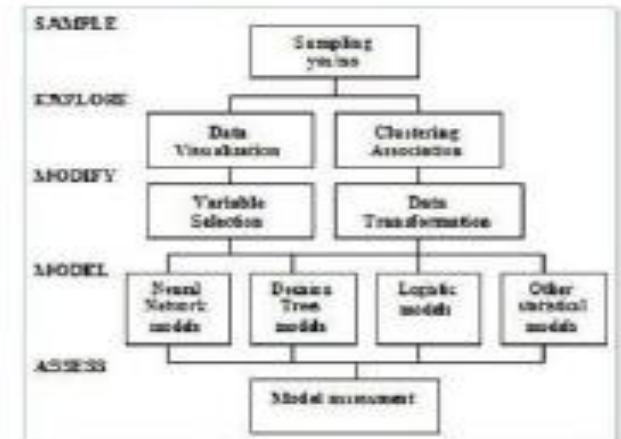 SAMPLE
Sampling
yes/no
EXPLORE
Data
Visualization
Clustering
Association
MODIFY
Variable
Selection
Data
Transformation
MODEL
Neural
Network
models
Decision
Trees
models
Logistic
models
Other
statistical
models
ASSESS
Model assessment